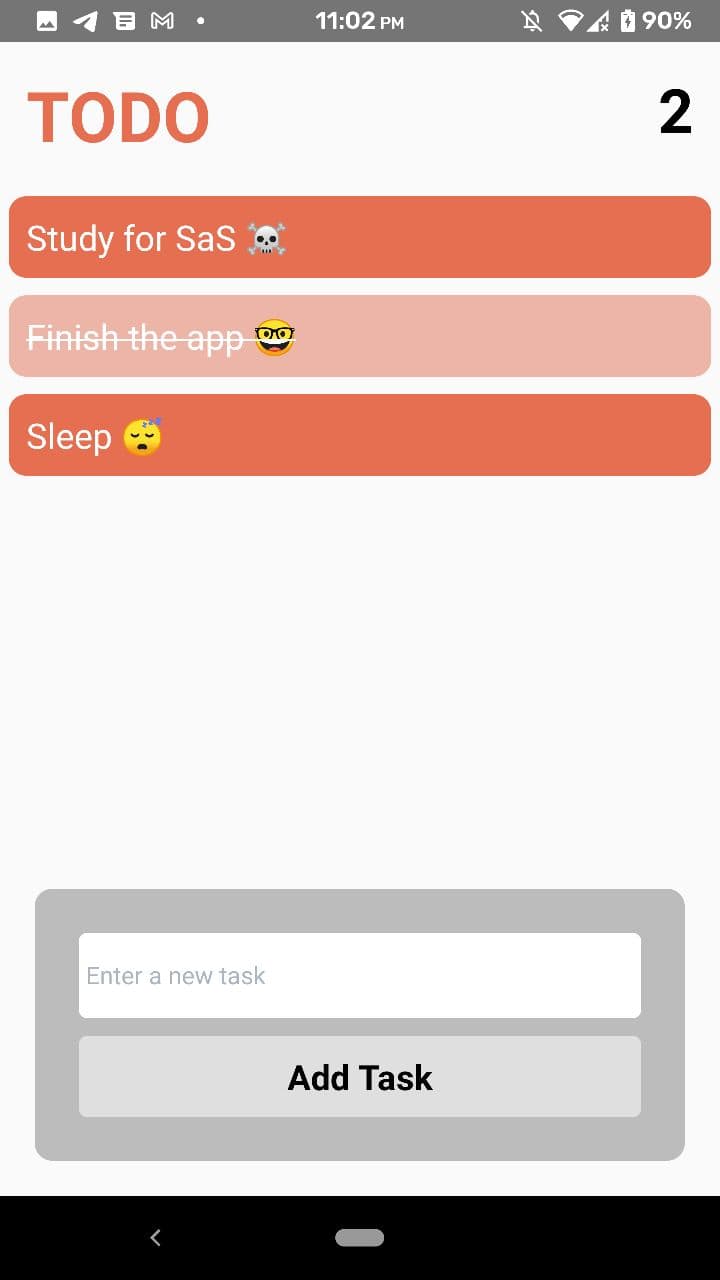 11:02 PM
90%
TODO
2
Study for SaS ☠️
Finish the app 🤓
Sleep 😴
Enter a new task
Add Task